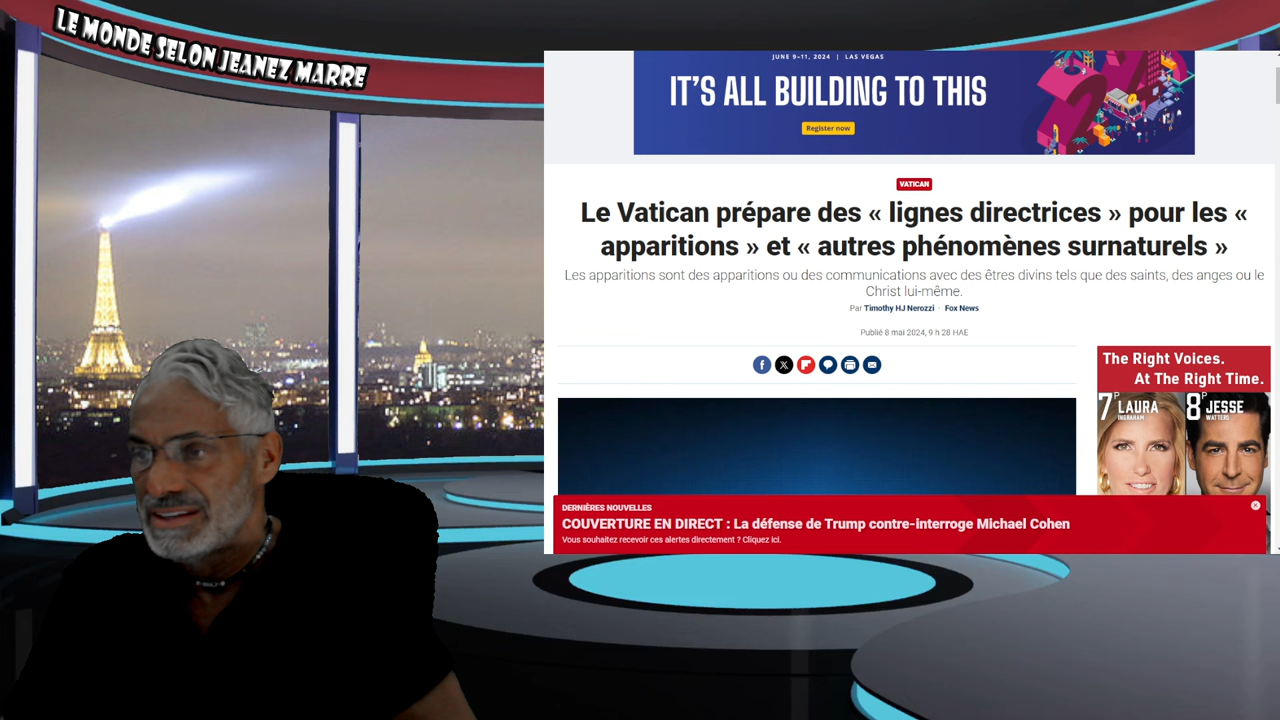 LE MONDE SELON JEANEZ MARRE
JUNE 9-11, 2024 | LAS VEGAS
IT'S ALL BUILDING TO THIS
Register now
VATICAN
Le Vatican prépare des « lignes directrices » pour les «
apparitions » et « autres phénomènes surnaturels »
Les apparitions sont des apparitions ou des communications avec des êtres divins tels que des saints, des anges ou le
Christ lui-même.
Par Timothy HJ Nerozzi · Fox News
Publié 8 mai 2024, 9 h 28 HAE
The Right Voices.
At The Right Time.
7P LAURA
INGRAHAM
8P JESSE
WATTERS
DERNIÈRES NOUVELLES
COUVERTURE EN DIRECT : La défense de Trump contre-interroge Michael Cohen
Vous souhaitez recevoir ces alertes directement ? Cliquez ici.